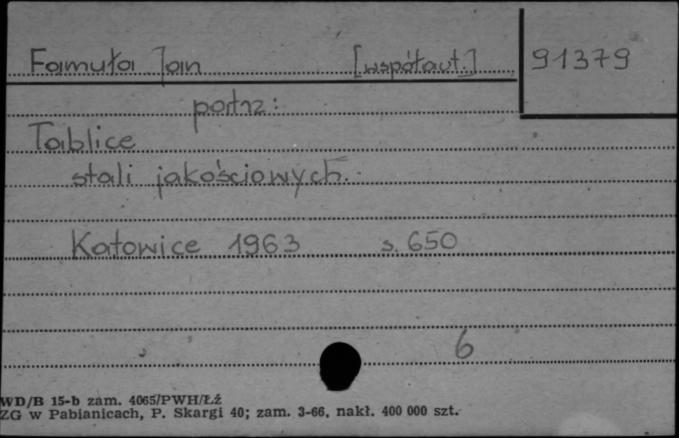 Famuła Jan [współaut.] 91379
patrz:
Tablice
stali jakościowych.
Katowice 1963 s. 650
6
WD/B 15-b zam. 4065/PWH/Łź
ZG w Pabianicach, P. Skargi 40; zam. 3-66, nakł. 400 000 szt.